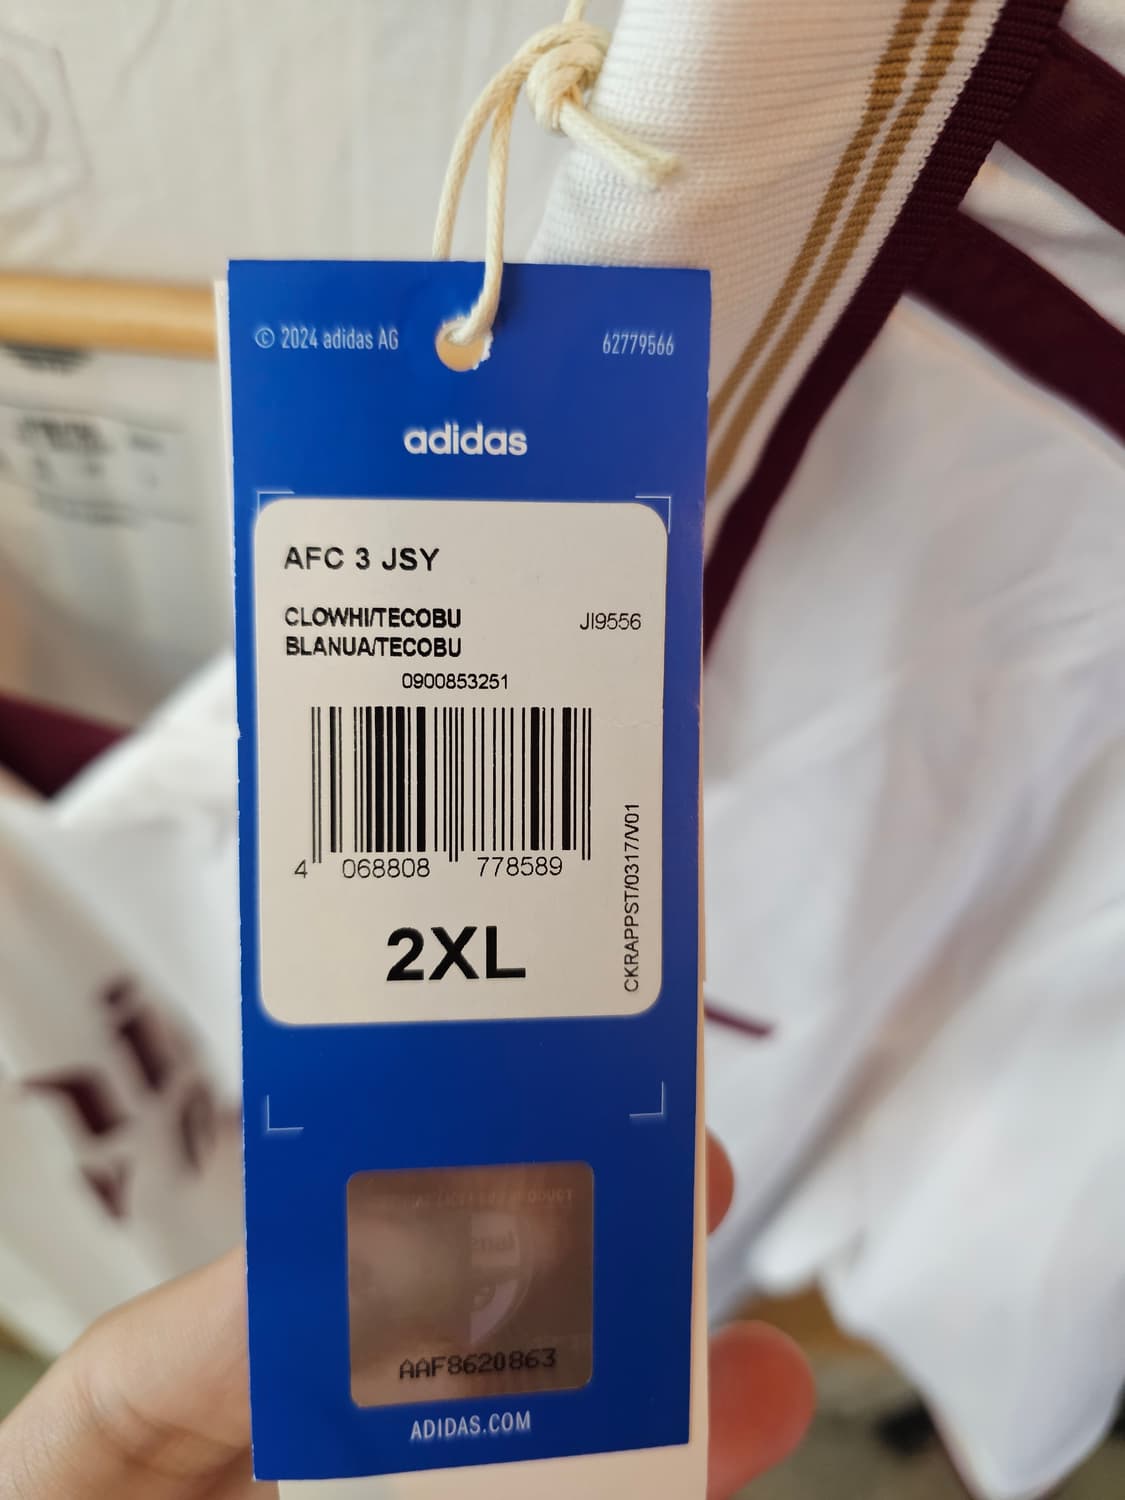 © 2024 adidas AG
62779566
adidas
AFC 3 JSY
CLOWHI/TECOBU
JI9556
BLANUA/TECOBU
0900853251
4 068808 778589
CKRAPPST/0317/V01
2XL
AAF8620863
ADIDAS.COM